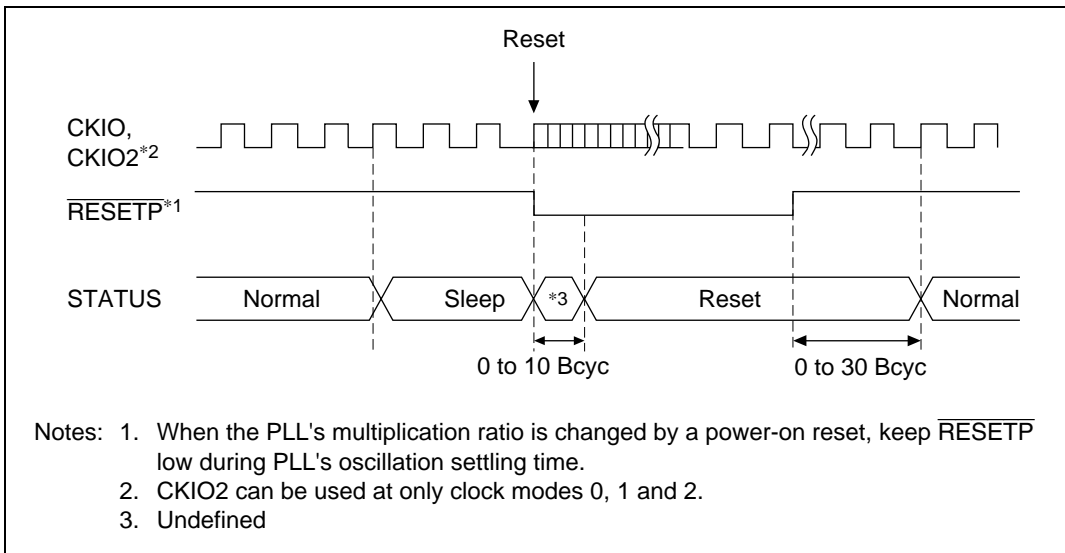 Reset
CKIO,
CKIO2*2
RESETP*1
STATUS Normal Sleep *3 Reset Normal
0 to 10 Bcyc 0 to 30 Bcyc
Notes: 1. When the PLL's multiplication ratio is changed by a power-on reset, keep RESETP
low during PLL's oscillation settling time.
2. CKIO2 can be used at only clock modes 0, 1 and 2.
3. Undefined